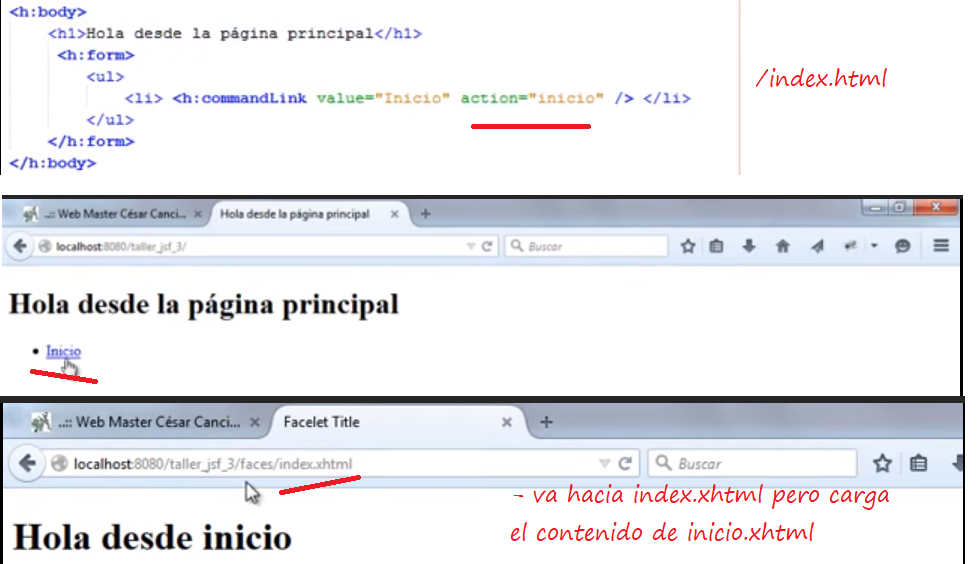 <h:body>
<h1>Hola desde la página principal</h1>
<h:form>
<ul>
<li> <h:commandLink value="Inicio" action="inicio" /> </li>
</ul>
</h:form>
</h:body>
/index.html
..:: Web Master César Canci... × Hola desde la página principal × +
localhost:8080/taller_jsf_3/ Buscar
Hola desde la página principal
• Inicio
..:: Web Master César Canci... × Facelet Title × +
localhost:8080/taller_jsf_3/faces/index.xhtml Buscar
- va hacia index.xhtml pero carga
el contenido de inicio.xhtml
Hola desde inicio